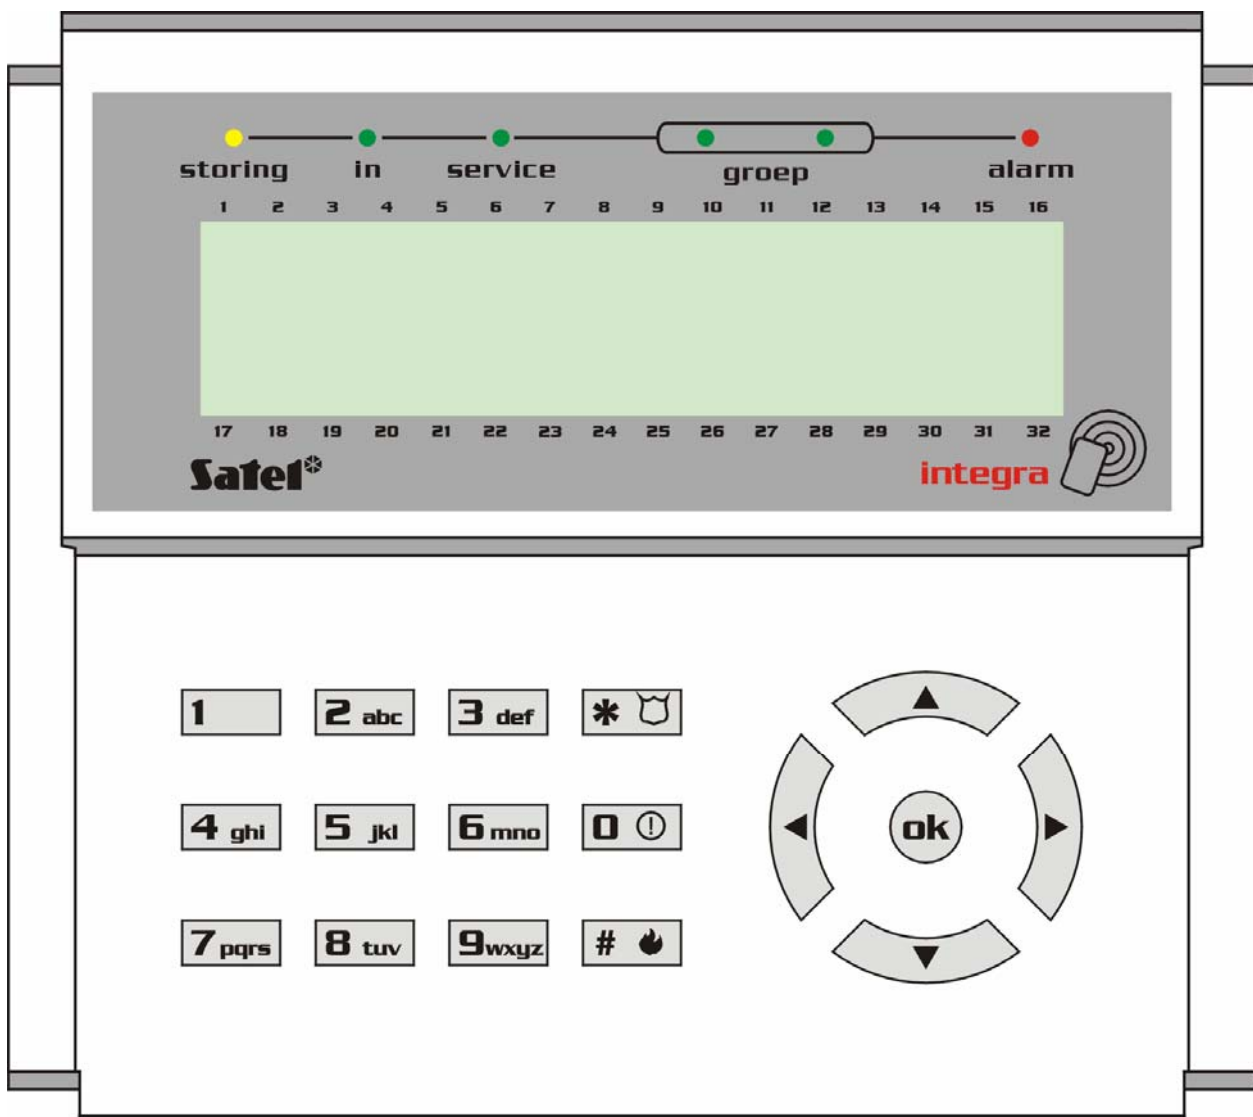 storing in service groep alarm
1 2 3 4 5 6 7 8 9 10 11 12 13 14 15 16
17 18 19 20 21 22 23 24 25 26 27 28 29 30 31 32
Satel integra
1 2 abc 3 def *
4 ghi 5 jkl 6 mno 0 ! ok
7 pqrs 8 tuv 9 wxyz #